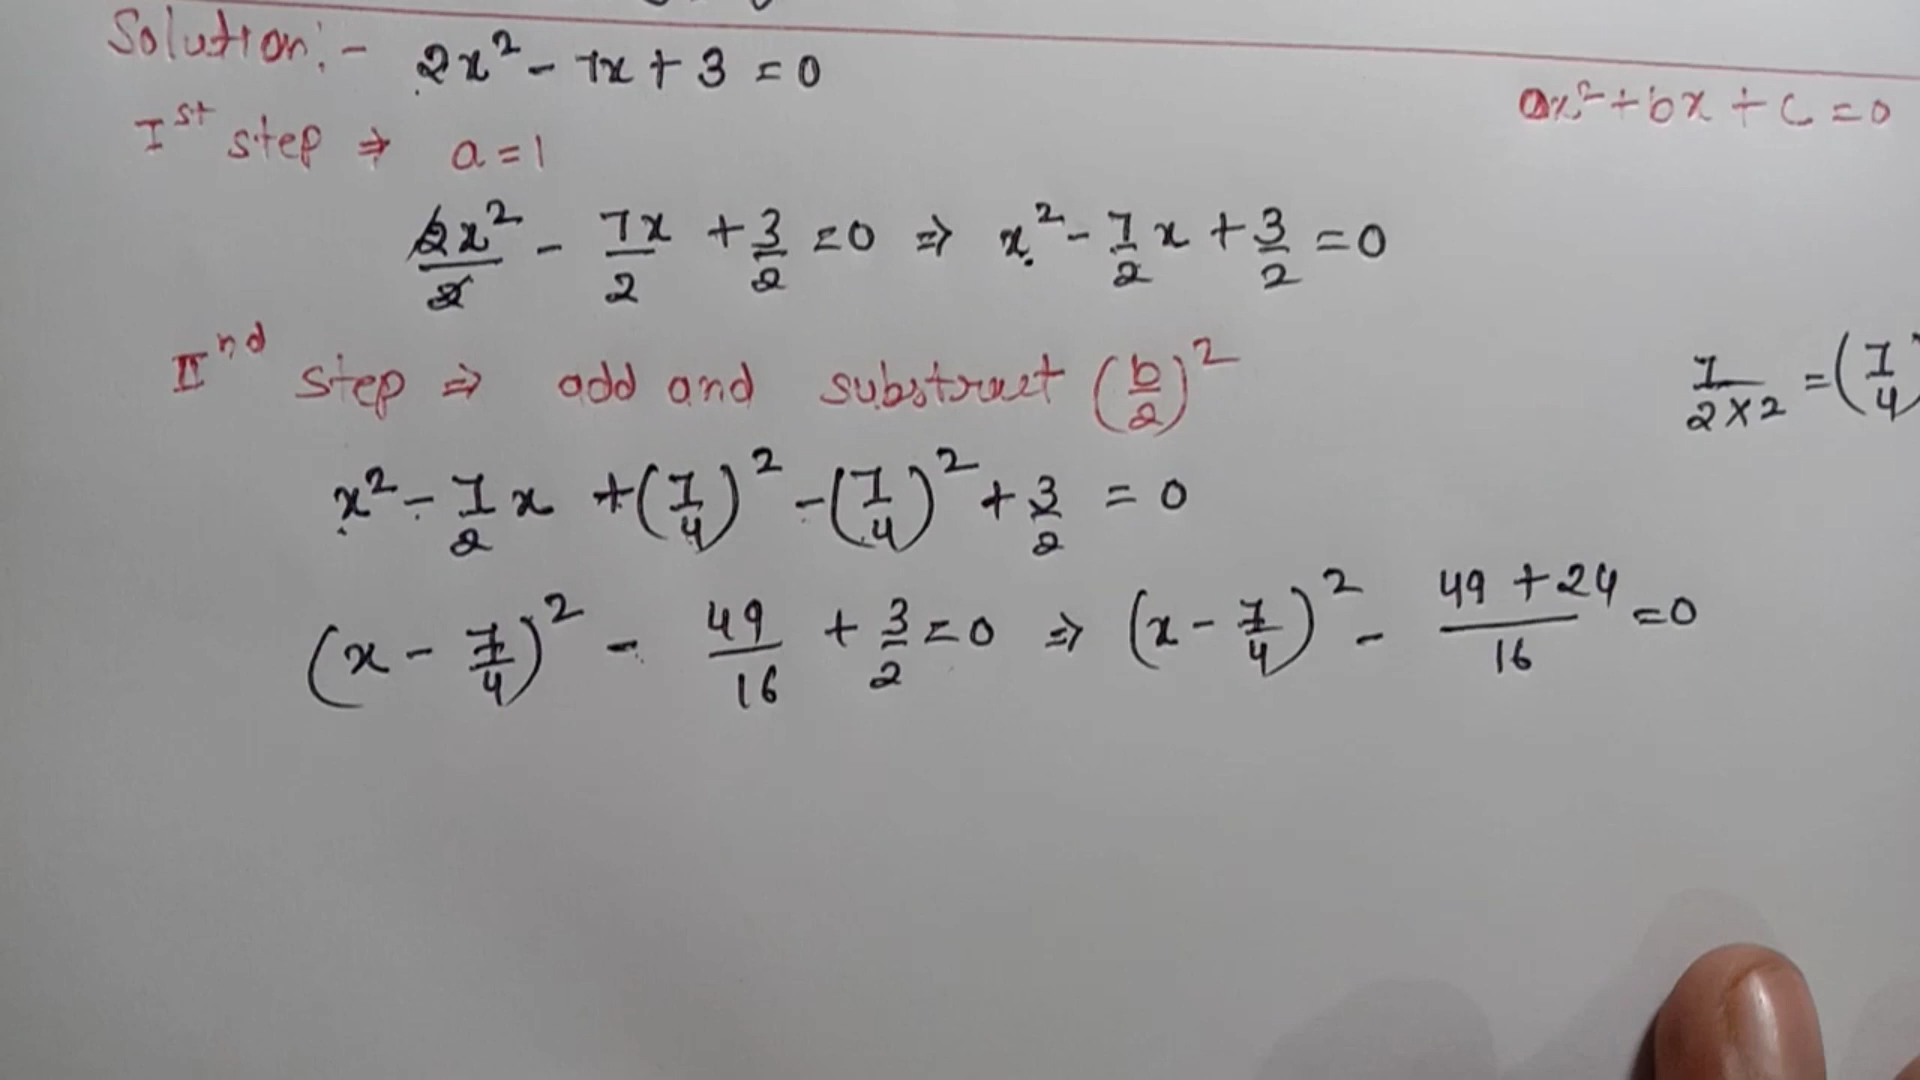 Solution:- 2x² - 7x + 3 = 0
ax² + bx + c = 0
Iˢᵗ step ⇒ a = 1
2x²/2 - 7x/2 + 3/2 = 0 ⇒ x² - 7/2 x + 3/2 = 0
IIⁿᵈ step ⇒ add and substract (b/2)²
7/2×2 = (7/4)
x² - 7/2 x + (7/4)² - (7/4)² + 3/2 = 0
(x - 7/4)² - 49/16 + 3/2 = 0 ⇒ (x - 7/4)² - 49 + 24/16 = 0